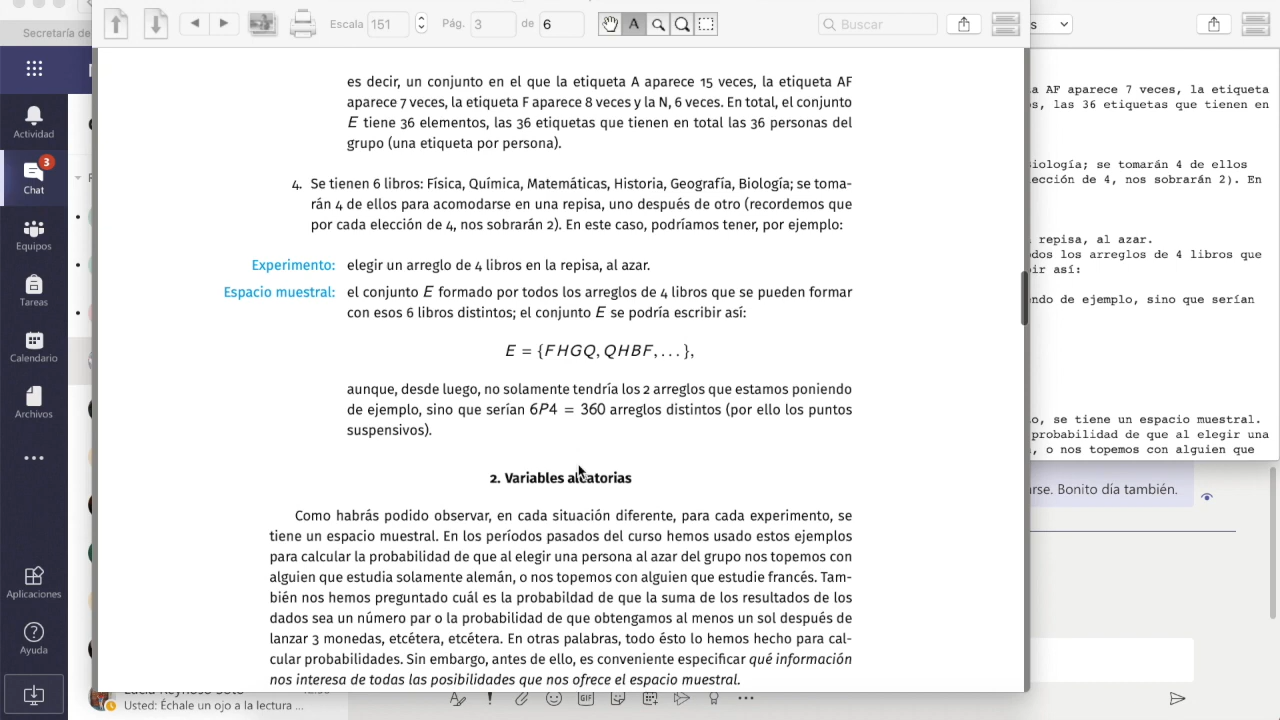 Secretaría de
Escala 151
Pág. 3 de 6
A
Buscar
s
Actividad
3
Chat
Equipos
Tareas
Calendario
Archivos
Aplicaciones
Ayuda
es decir, un conjunto en el que la etiqueta A aparece 15 veces, la etiqueta AF
aparece 7 veces, la etiqueta F aparece 8 veces y la N, 6 veces. En total, el conjunto
E tiene 36 elementos, las 36 etiquetas que tienen en total las 36 personas del
grupo (una etiqueta por persona).
4. Se tienen 6 libros: Física, Química, Matemáticas, Historia, Geografía, Biología; se toma-
rán 4 de ellos para acomodarse en una repisa, uno después de otro (recordemos que
por cada elección de 4, nos sobrarán 2). En este caso, podríamos tener, por ejemplo:
Experimento: elegir un arreglo de 4 libros en la repisa, al azar.
Espacio muestral: el conjunto E formado por todos los arreglos de 4 libros que se pueden formar
con esos 6 libros distintos; el conjunto E se podría escribir así:
E = {FHGQ, QHBF, . . . },
aunque, desde luego, no solamente tendría los 2 arreglos que estamos poniendo
de ejemplo, sino que serían 6P4 = 360 arreglos distintos (por ello los puntos
suspensivos).
2. Variables aleatorias
Como habrás podido observar, en cada situación diferente, para cada experimento, se
tiene un espacio muestral. En los períodos pasados del curso hemos usado estos ejemplos
para calcular la probabilidad de que al elegir una persona al azar del grupo nos topemos con
alguien que estudia solamente alemán, o nos topemos con alguien que estudie francés. Tam-
bién nos hemos preguntado cuál es la probabildad de que la suma de los resultados de los
dados sea un número par o la probabilidad de que obtengamos al menos un sol después de
lanzar 3 monedas, etcétera, etcétera. En otras palabras, todo ésto lo hemos hecho para cal-
cular probabilidades. Sin embargo, antes de ello, es conveniente especificar qué información
nos interesa de todas las posibilidades que nos ofrece el espacio muestral.
a AF aparece 7 veces, la etiqueta
s, las 36 etiquetas que tienen en
iología; se tomarán 4 de ellos
ección de 4, nos sobrarán 2). En
repisa, al azar.
dos los arreglos de 4 libros que
ir así:
ndo de ejemplo, sino que serían
o, se tiene un espacio muestral.
probabilidad de que al elegir una
, o nos topemos con alguien que
rse. Bonito día también.
Usted: Échale un ojo a la lectura ...
GIF